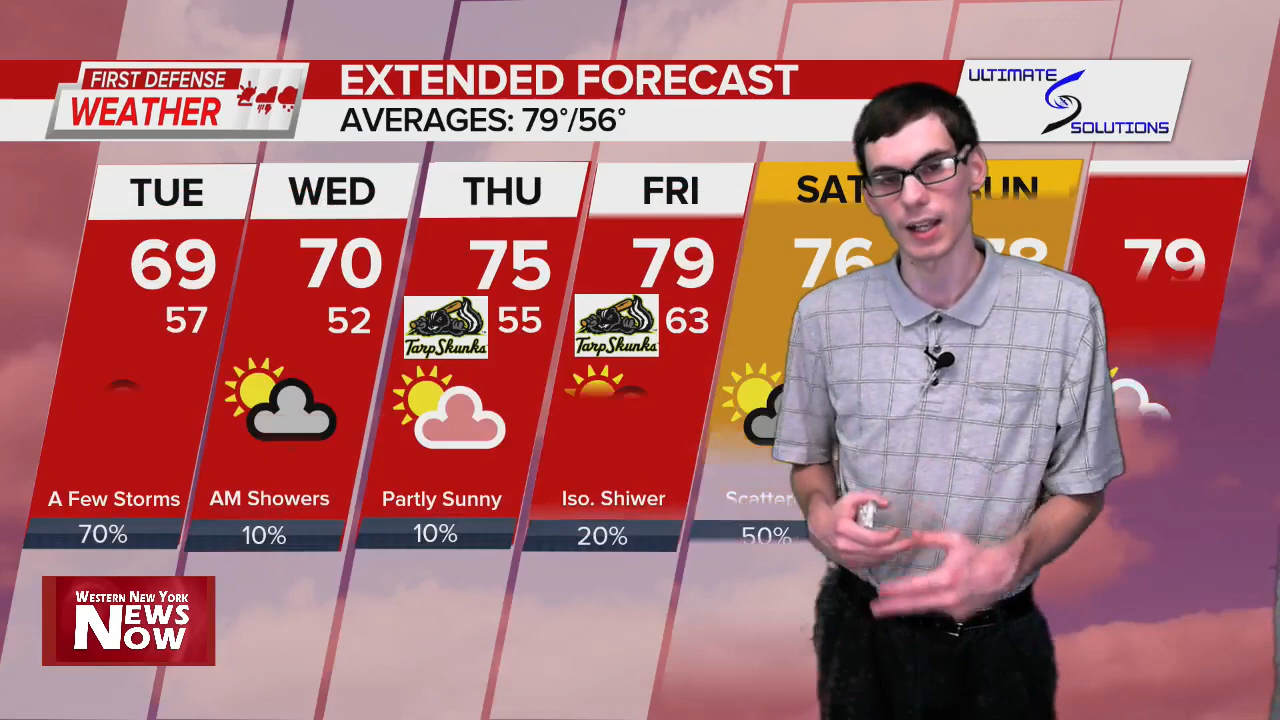 FIRST DEFENSE
WEATHER
EXTENDED FORECAST
AVERAGES: 79°/56°
ULTIMATE
SOLUTIONS
TUE
WED
THU
FRI
SAT
69
70
75
79
76
79
57
52
55
63
TarpSkunks
TarpSkunks
A Few Storms
AM Showers
Partly Sunny
Iso. Shiwer
70%
10%
10%
20%
50%
WESTERN NEW YORK
NEWS
NOW